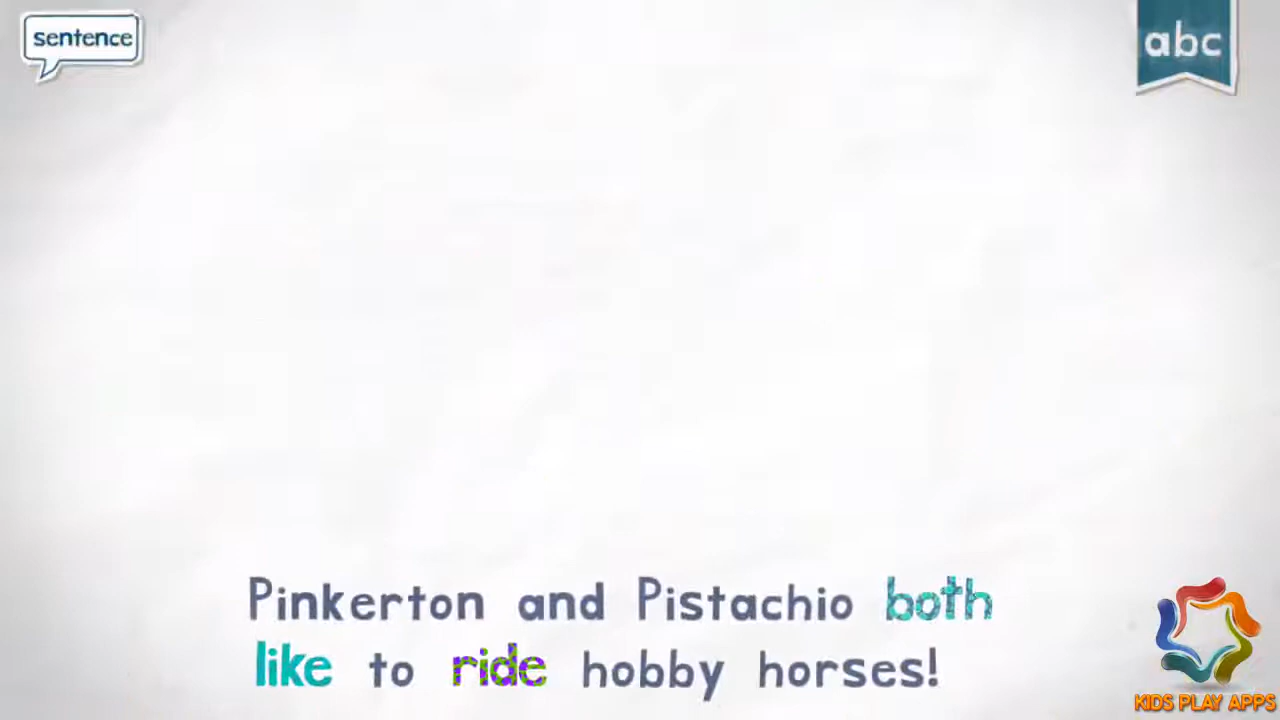 sentence
abc
Pinkerton and Pistachio both
like to ride hobby horses!
KIDS PLAY APPS